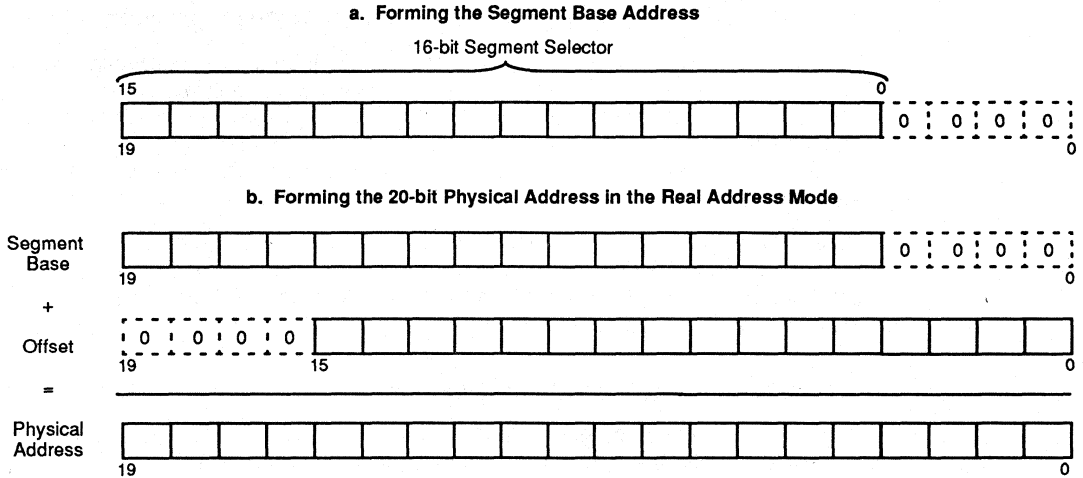 a. Forming the Segment Base Address
16-bit Segment Selector
15 0
0 0 0 0
19 0
b. Forming the 20-bit Physical Address in the Real Address Mode
Segment
Base
0 0 0 0
19 0
+
Offset
0 0 0 0
19 15 0
=
Physical
Address
19 0